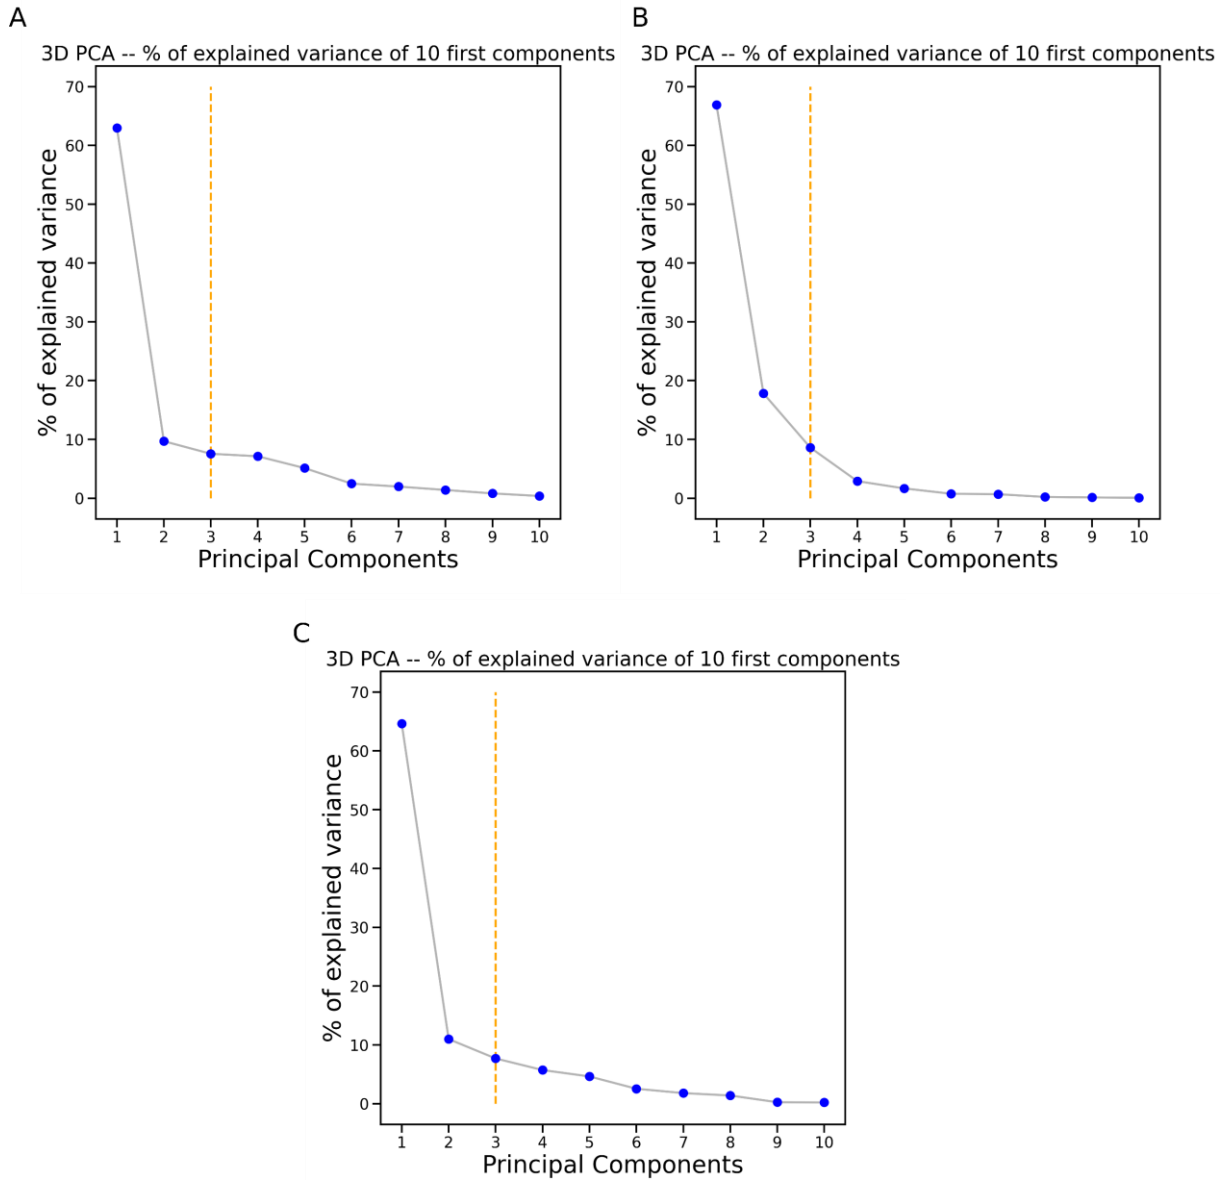 A
3D PCA -- % of explained variance of 10 first components
% of explained variance
70
60
50
40
30
20
10
0
1 2 3 4 5 6 7 8 9 10
Principal Components
B
3D PCA -- % of explained variance of 10 first components
% of explained variance
70
60
50
40
30
20
10
0
1 2 3 4 5 6 7 8 9 10
Principal Components
C
3D PCA -- % of explained variance of 10 first components
% of explained variance
70
60
50
40
30
20
10
0
1 2 3 4 5 6 7 8 9 10
Principal Components